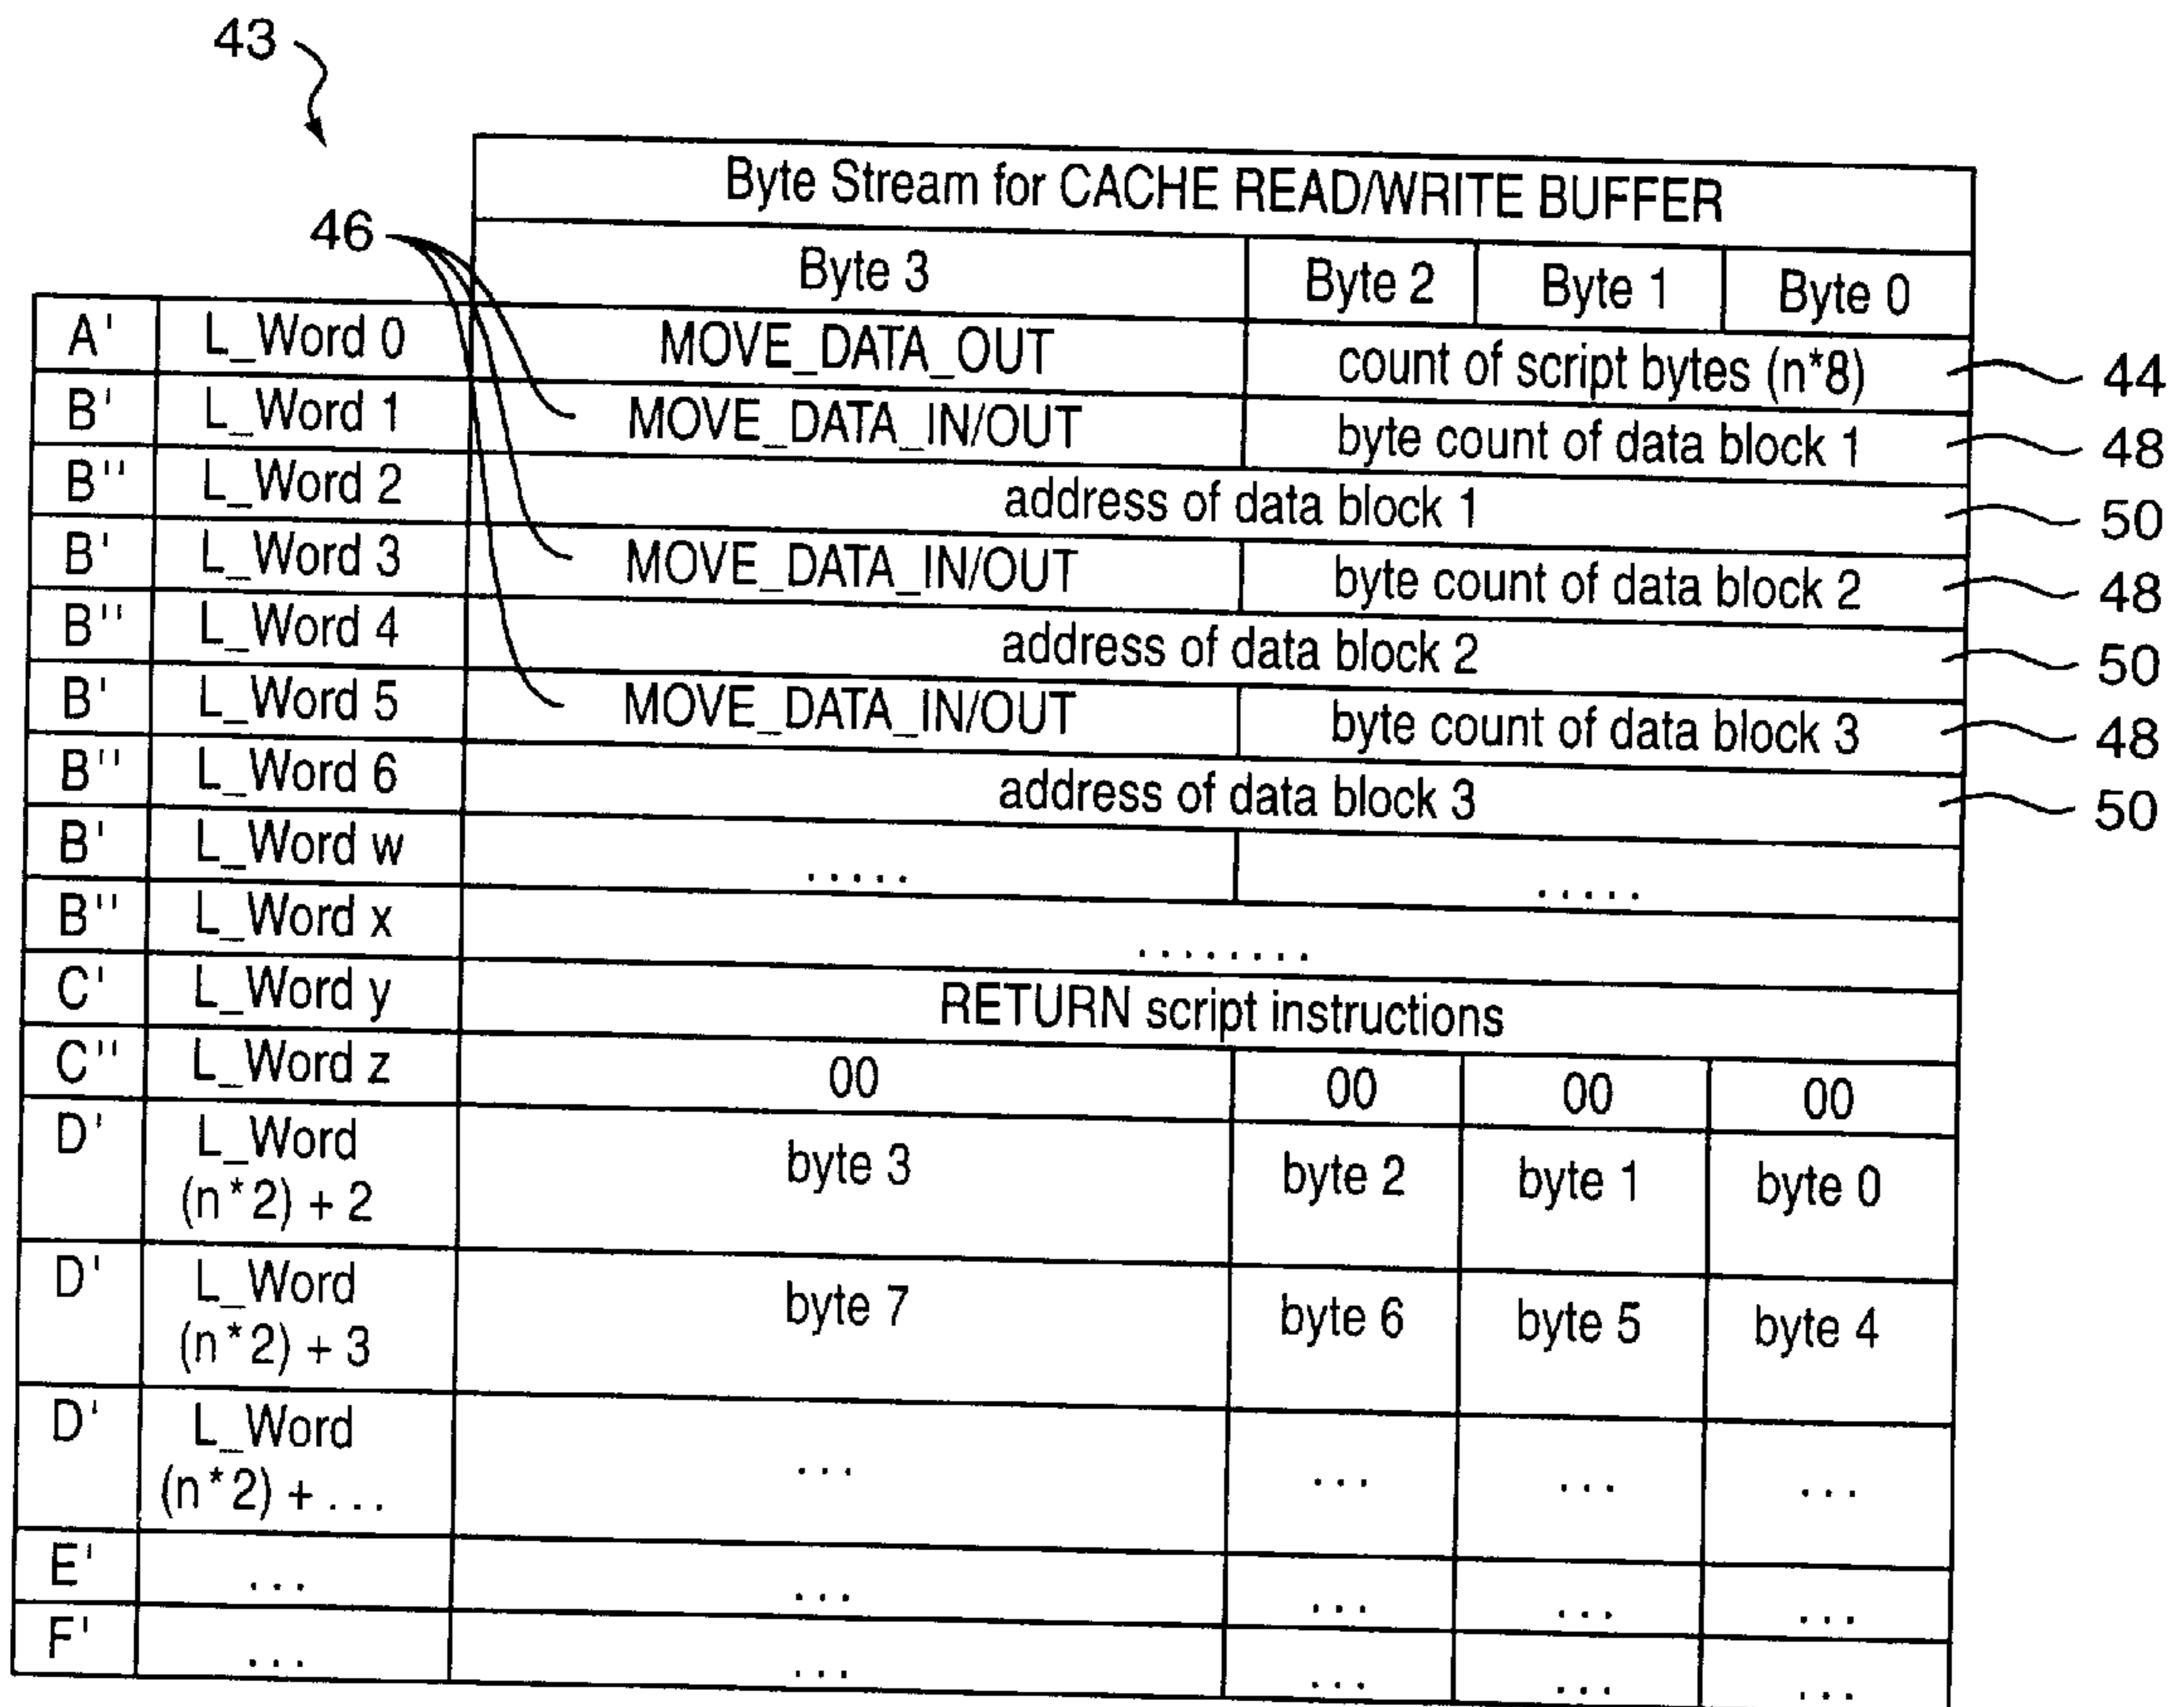 43
Byte Stream for CACHE READ/WRITE BUFFER
46
Byte 3 Byte 2 Byte 1 Byte 0
A' L_Word 0 MOVE_DATA_OUT count of script bytes (n*8) 44
B' L_Word 1 MOVE_DATA_IN/OUT byte count of data block 1 48
B'' L_Word 2 address of data block 1 50
B' L_Word 3 MOVE_DATA_IN/OUT byte count of data block 2 48
B'' L_Word 4 address of data block 2 50
B' L_Word 5 MOVE_DATA_IN/OUT byte count of data block 3 48
B'' L_Word 6 address of data block 3 50
B' L_Word w ..... .....
B'' L_Word x ........
C' L_Word y RETURN script instructions
C'' L_Word z 00 00 00 00
D' L_Word
(n*2) + 2 byte 3 byte 2 byte 1 byte 0
D' L_Word
(n*2) + 3 byte 7 byte 6 byte 5 byte 4
D' L_Word
(n*2) + ... ... ... ... ...
E' ... ... ... ... ...
F' ... ... ... ... ...